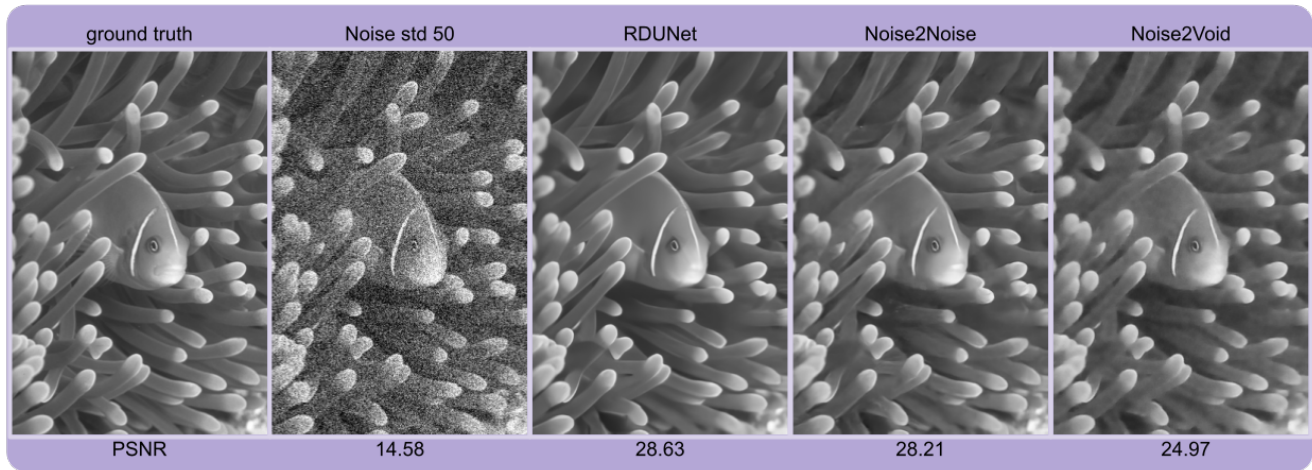 ground truth Noise std 50 RDUNet Noise2Noise Noise2Void
PSNR 14.58 28.63 28.21 24.97